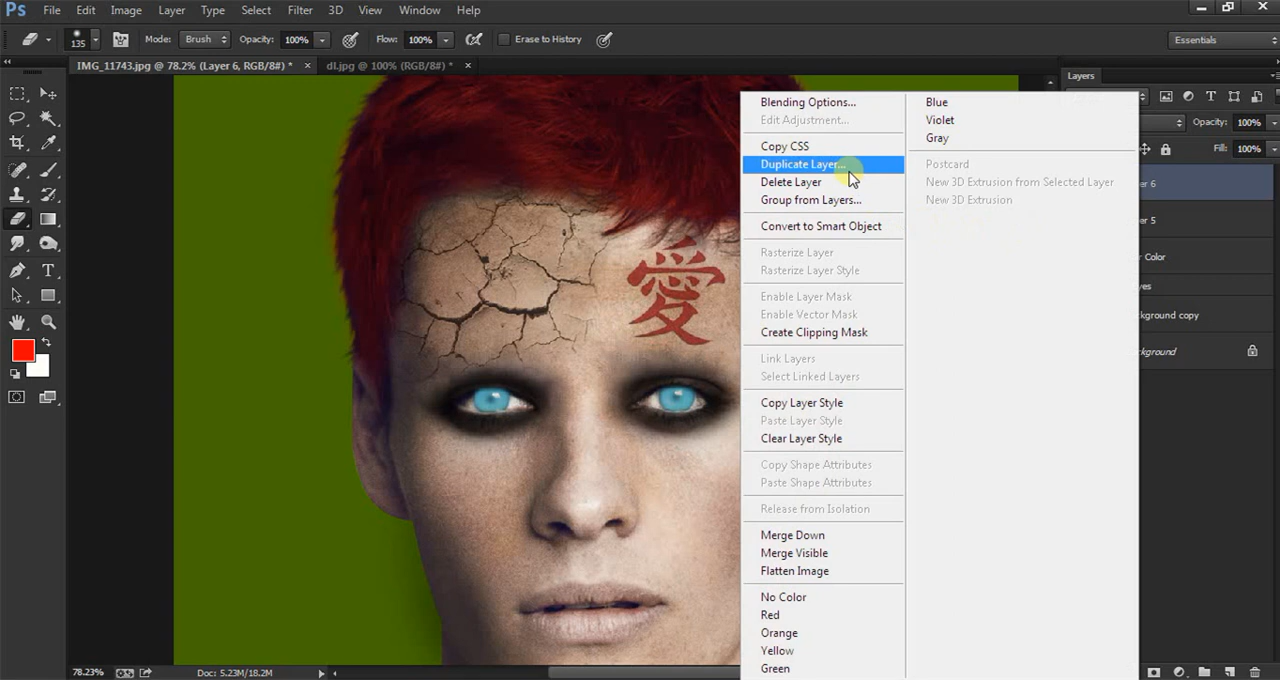 Ps File Edit Image Layer Type Select Filter 3D View Window Help
135 Mode: Brush Opacity: 100% Flow: 100% Erase to History Essentials
IMG_11743.jpg @ 78.2% (Layer 6, RGB/8#) * × dl.jpg @ 100% (RGB/8#) * × Layers
Opacity: 100%
Fill: 100%
Blending Options...
Edit Adjustment...
Copy CSS
Duplicate Layer...
Delete Layer
Group from Layers...
Convert to Smart Object
Rasterize Layer
Rasterize Layer Style
Enable Layer Mask
Enable Vector Mask
Create Clipping Mask
Link Layers
Select Linked Layers
Copy Layer Style
Paste Layer Style
Clear Layer Style
Copy Shape Attributes
Paste Shape Attributes
Release from Isolation
Merge Down
Merge Visible
Flatten Image
No Color
Red
Orange
Yellow
Green
Blue
Violet
Gray
Postcard
New 3D Extrusion from Selected Layer
New 3D Extrusion
er 6
er 5
er Color
yes
ckground copy
ckground
愛
78.23% Doc: 5.23M/18.2M